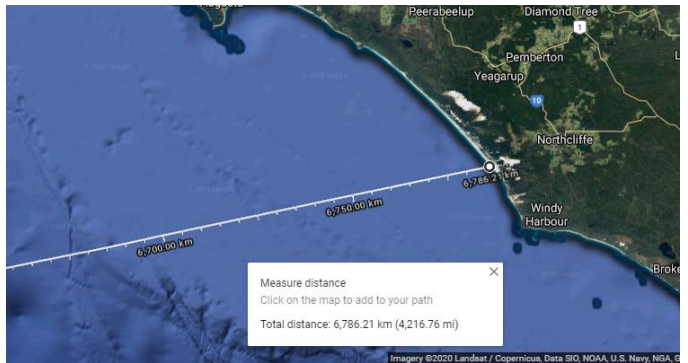 Augusta
Peerabeelup
Diamond Tree
1
Pemberton
Yeagarup
10
Northcliffe
6,786.21 km
6,750.00 km
6,700.00 km
Windy
Harbour
Broke
Measure distance
Click on the map to add to your path
Total distance: 6,786.21 km (4,216.76 mi)
Imagery ©2020 Landsat / Copernicus, Data SIO, NOAA, U.S. Navy, NGA, G